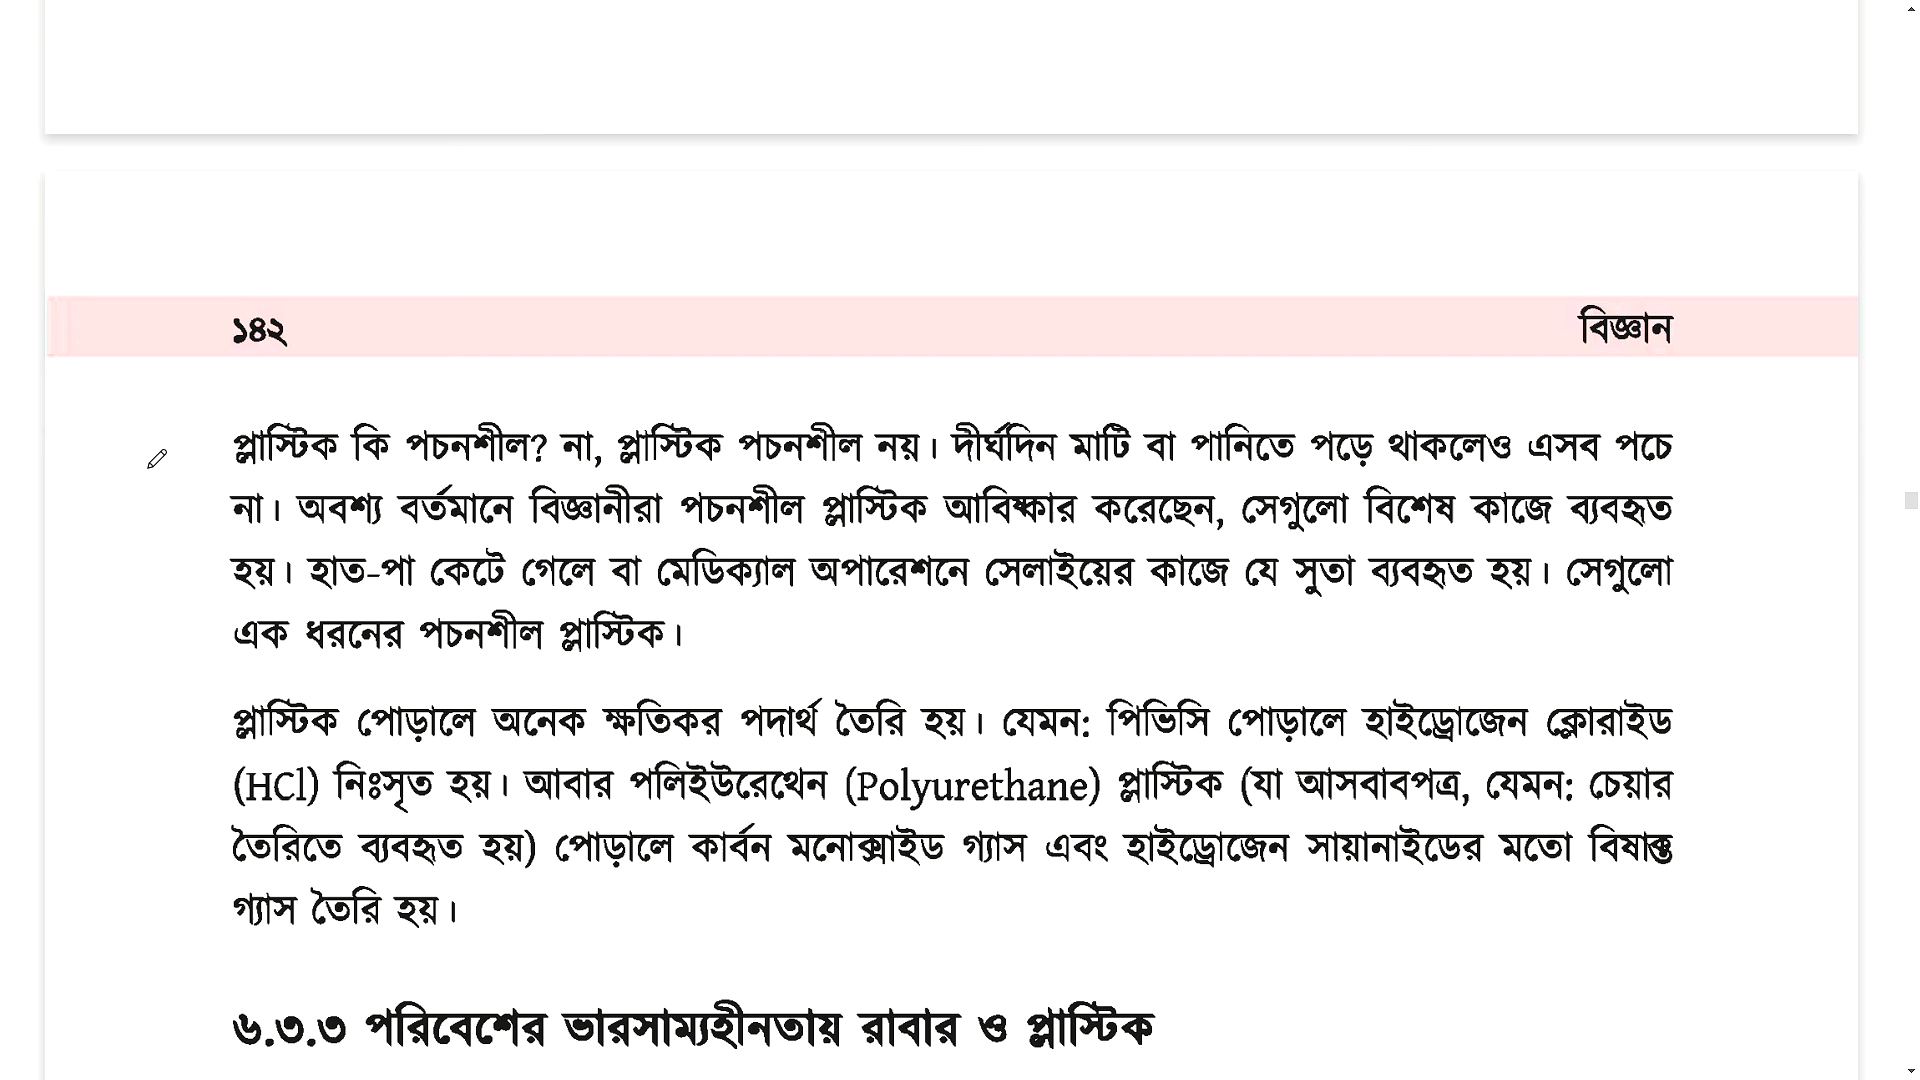 ১৪২
বিজ্ঞান
প্লাস্টিক কি পচনশীল? না, প্লাস্টিক পচনশীল নয়। দীর্ঘদিন মাটি বা পানিতে পড়ে থাকলেও এসব পচে
না। অবশ্য বর্তমানে বিজ্ঞানীরা পচনশীল প্লাস্টিক আবিষ্কার করেছেন, সেগুলো বিশেষ কাজে ব্যবহৃত
হয়। হাত-পা কেটে গেলে বা মেডিক্যাল অপারেশনে সেলাইয়ের কাজে যে সুতা ব্যবহৃত হয়। সেগুলো
এক ধরনের পচনশীল প্লাস্টিক।
প্লাস্টিক পোড়ালে অনেক ক্ষতিকর পদার্থ তৈরি হয়। যেমন: পিভিসি পোড়ালে হাইড্রোজেন ক্লোরাইড
(HCl) নিঃসৃত হয়। আবার পলিইউরেথেন (Polyurethane) প্লাস্টিক (যা আসবাবপত্র, যেমন: চেয়ার
তৈরিতে ব্যবহৃত হয়) পোড়ালে কার্বন মনোক্সাইড গ্যাস এবং হাইড্রোজেন সায়ানাইডের মতো বিষাক্ত
গ্যাস তৈরি হয়।
৬.৩.৩ পরিবেশের ভারসাম্যহীনতায় রাবার ও প্লাস্টিক